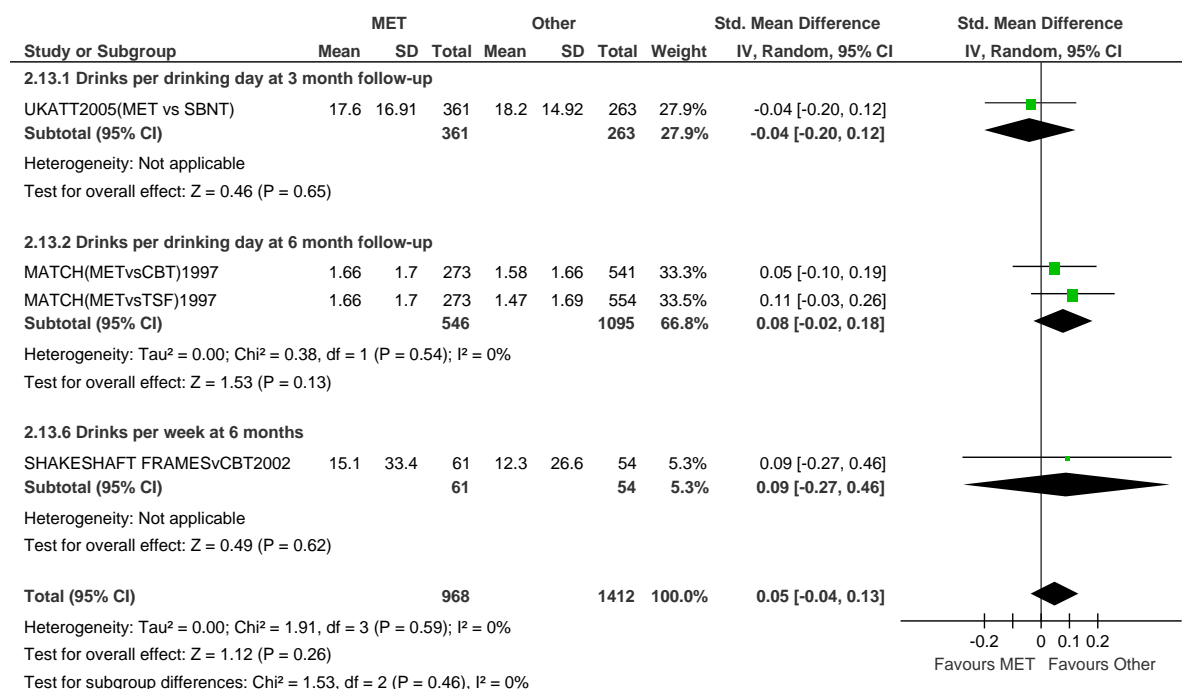 MET Other Std. Mean Difference Std. Mean Difference
Study or Subgroup Mean SD Total Mean SD Total Weight IV, Random, 95% CI IV, Random, 95% CI
2.13.1 Drinks per drinking day at 3 month follow-up
UKATT2005(MET vs SBNT) 17.6 16.91 361 18.2 14.92 263 27.9% -0.04 [-0.20, 0.12]
Subtotal (95% CI) 361 263 27.9% -0.04 [-0.20, 0.12]
Heterogeneity: Not applicable
Test for overall effect: Z = 0.46 (P = 0.65)
2.13.2 Drinks per drinking day at 6 month follow-up
MATCH(METvsCBT)1997 1.66 1.7 273 1.58 1.66 541 33.3% 0.05 [-0.10, 0.19]
MATCH(METvsTSF)1997 1.66 1.7 273 1.47 1.69 554 33.5% 0.11 [-0.03, 0.26]
Subtotal (95% CI) 546 1095 66.8% 0.08 [-0.02, 0.18]
Heterogeneity: Tau² = 0.00; Chi² = 0.38, df = 1 (P = 0.54); I² = 0%
Test for overall effect: Z = 1.53 (P = 0.13)
2.13.6 Drinks per week at 6 months
SHAKESHAFT FRAMESvCBT2002 15.1 33.4 61 12.3 26.6 54 5.3% 0.09 [-0.27, 0.46]
Subtotal (95% CI) 61 54 5.3% 0.09 [-0.27, 0.46]
Heterogeneity: Not applicable
Test for overall effect: Z = 0.49 (P = 0.62)
Total (95% CI) 968 1412 100.0% 0.05 [-0.04, 0.13]
Heterogeneity: Tau² = 0.00; Chi² = 1.91, df = 3 (P = 0.59); I² = 0%
Test for overall effect: Z = 1.12 (P = 0.26)
Test for subgroup differences: Chi² = 1.53, df = 2 (P = 0.46), I² = 0%
-0.2 0 0.1 0.2
Favours MET Favours Other